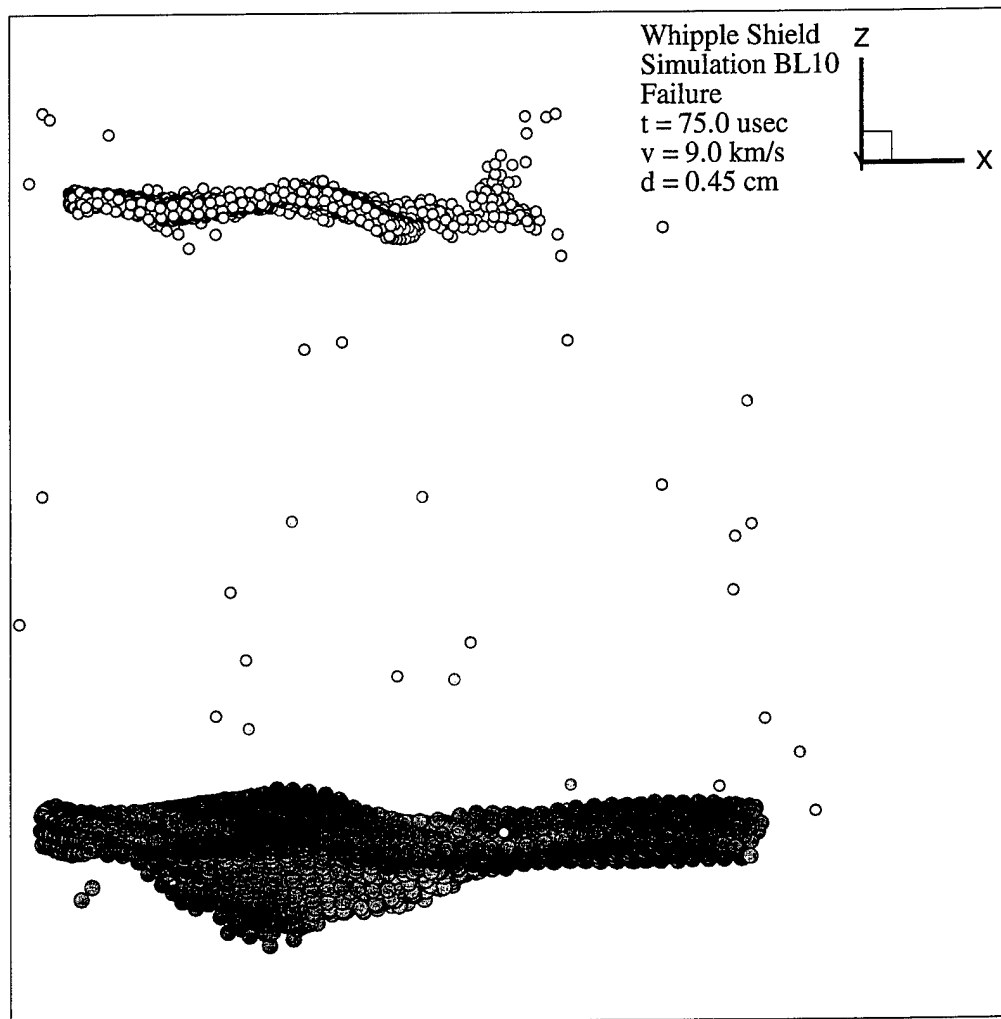 Whipple Shield
Simulation BL10
Failure
t = 75.0 usec
v = 9.0 km/s
d = 0.45 cm
Z
X
Y